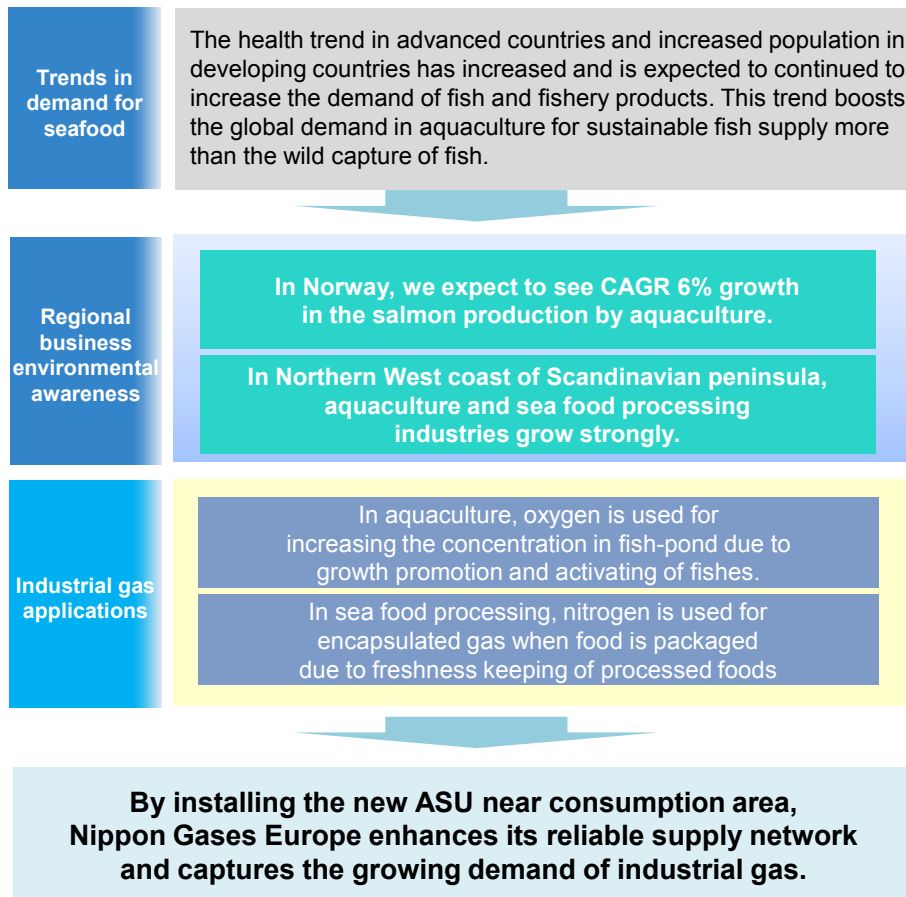 Trends in
demand for
seafood
The health trend in advanced countries and increased population in
developing countries has increased and is expected to continued to
increase the demand of fish and fishery products. This trend boosts
the global demand in aquaculture for sustainable fish supply more
than the wild capture of fish.
Regional
business
environmental
awareness
In Norway, we expect to see CAGR 6% growth
in the salmon production by aquaculture.
In Northern West coast of Scandinavian peninsula,
aquaculture and sea food processing
industries grow strongly.
Industrial gas
applications
In aquaculture, oxygen is used for
increasing the concentration in fish-pond due to
growth promotion and activating of fishes.
In sea food processing, nitrogen is used for
encapsulated gas when food is packaged
due to freshness keeping of processed foods
By installing the new ASU near consumption area,
Nippon Gases Europe enhances its reliable supply network
and captures the growing demand of industrial gas.